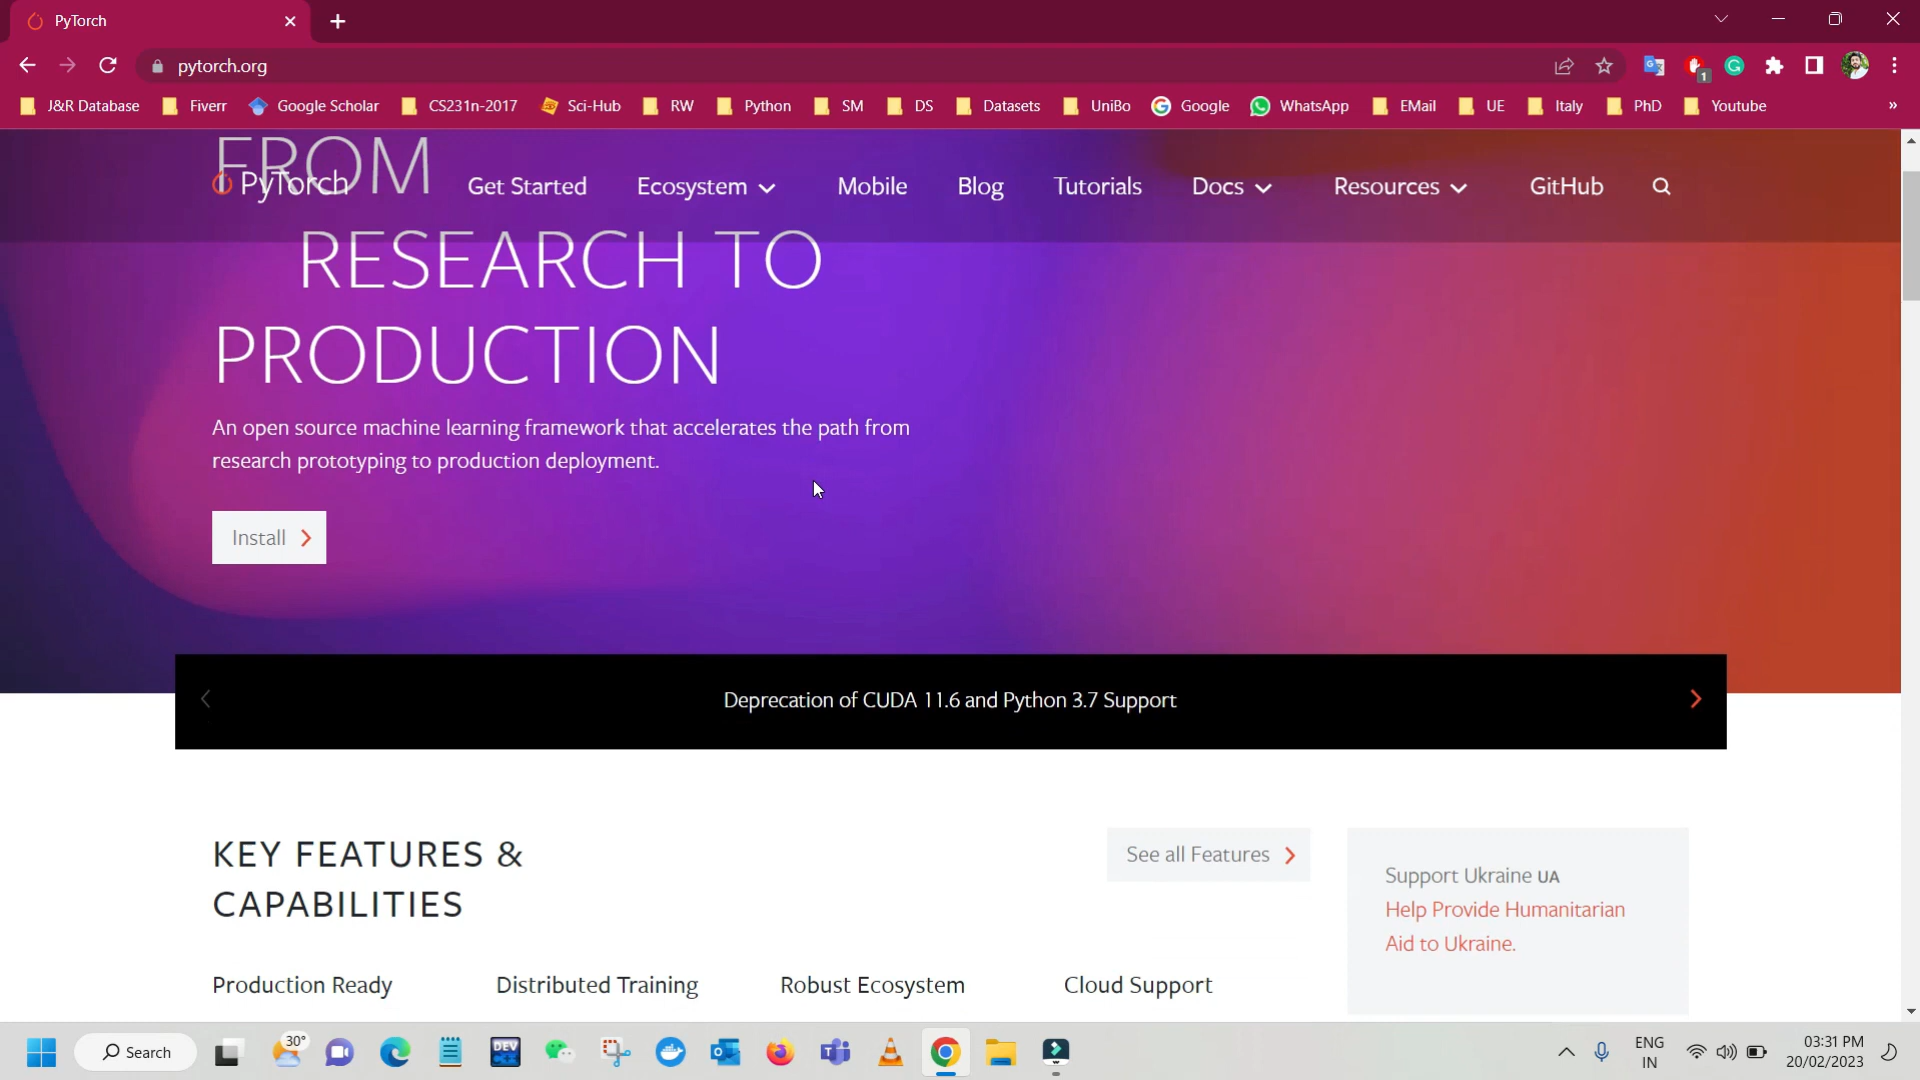 PyTorch
pytorch.org
1
J&R Database Fiverr Google Scholar CS231n-2017 Sci-Hub RW Python SM DS Datasets UniBo Google WhatsApp EMail UE Italy PhD Youtube »
FROM
PyTorch Get Started Ecosystem Mobile Blog Tutorials Docs Resources GitHub
RESEARCH TO
PRODUCTION
An open source machine learning framework that accelerates the path from
research prototyping to production deployment.
Install
Deprecation of CUDA 11.6 and Python 3.7 Support
KEY FEATURES &
CAPABILITIES
See all Features
Support Ukraine UA
Help Provide Humanitarian
Aid to Ukraine.
Production Ready Distributed Training Robust Ecosystem Cloud Support
Search
30°
DEV
C++
ENG
IN
03:31 PM
20/02/2023